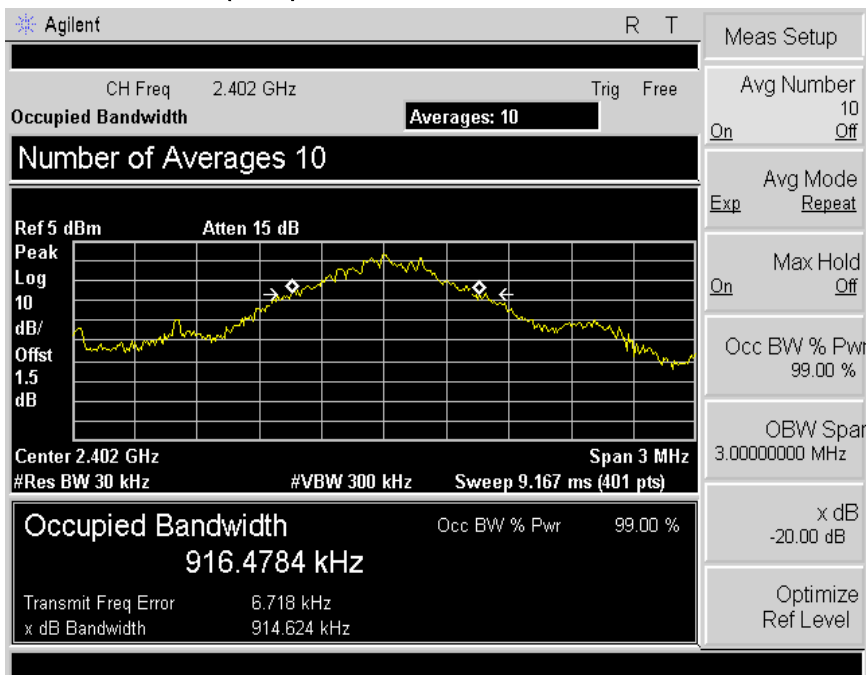 Agilent R T
CH Freq 2.402 GHz Trig Free
Occupied Bandwidth Averages: 10
Number of Averages 10
Ref 5 dBm Atten 15 dB
Peak
Log
10
dB/
Offst
1.5
dB
Center 2.402 GHz Span 3 MHz
#Res BW 30 kHz #VBW 300 kHz Sweep 9.167 ms (401 pts)
Occupied Bandwidth Occ BW % Pwr 99.00 %
916.4784 kHz
Transmit Freq Error 6.718 kHz
x dB Bandwidth 914.624 kHz
Meas Setup
Avg Number
10
On Off
Avg Mode
Exp Repeat
Max Hold
On Off
Occ BW % Pwr
99.00 %
OBW Span
3.00000000 MHz
x dB
-20.00 dB
Optimize
Ref Level